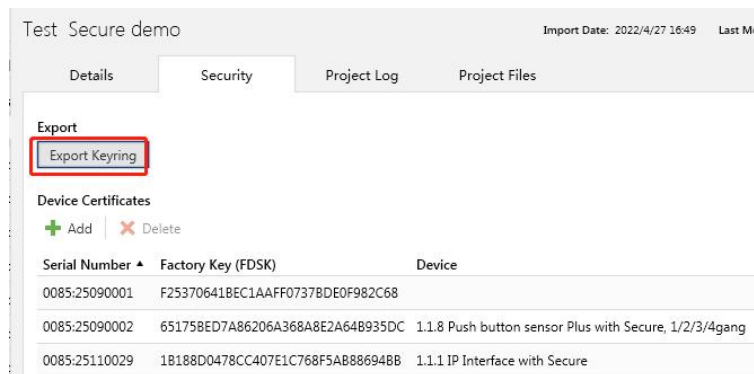 Test Secure demo
Import Date: 2022/4/27 16:49 Last M
Details Security Project Log Project Files
Export
Export Keyring
Device Certificates
Add Delete
Serial Number Factory Key (FDSK) Device
0085:25090001 F25370641BEC1AAFF0737BDE0F982C68
0085:25090002 65175BED7A86206A368A8E2A64B935DC 1.1.8 Push button sensor Plus with Secure, 1/2/3/4gang
0085:25110029 1B188D0478CC407E1C768F5AB88694BB 1.1.1 IP Interface with Secure